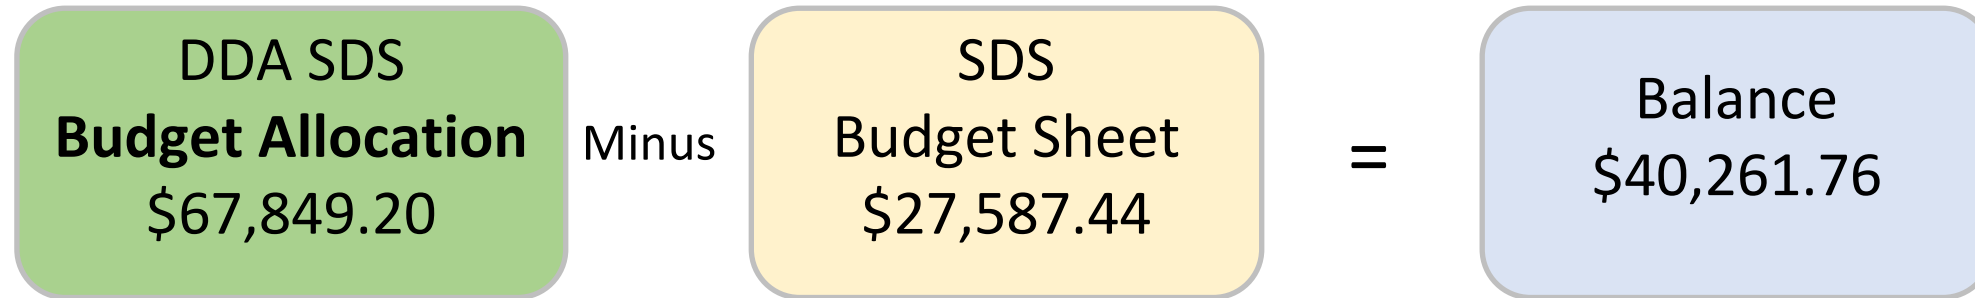 DDA SDS
Budget Allocation
$67,849.20
Minus
SDS
Budget Sheet
$27,587.44
=
Balance
$40,261.76